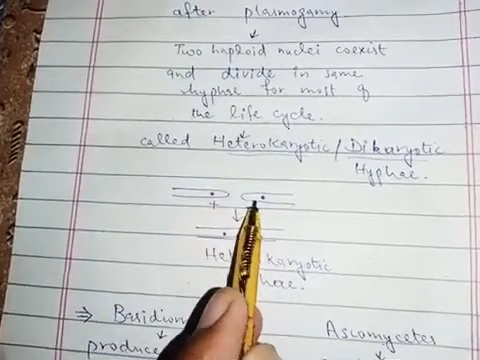 after plasmogamy
↓
Two haploid nuclei coexist
and divide in same
hyphae for most of
the life cycle.
↓
called Heterokaryotic / Dikaryotic
Hyphae.
+
↓
karyotic
⇒
↓
produce
Ascomycetes